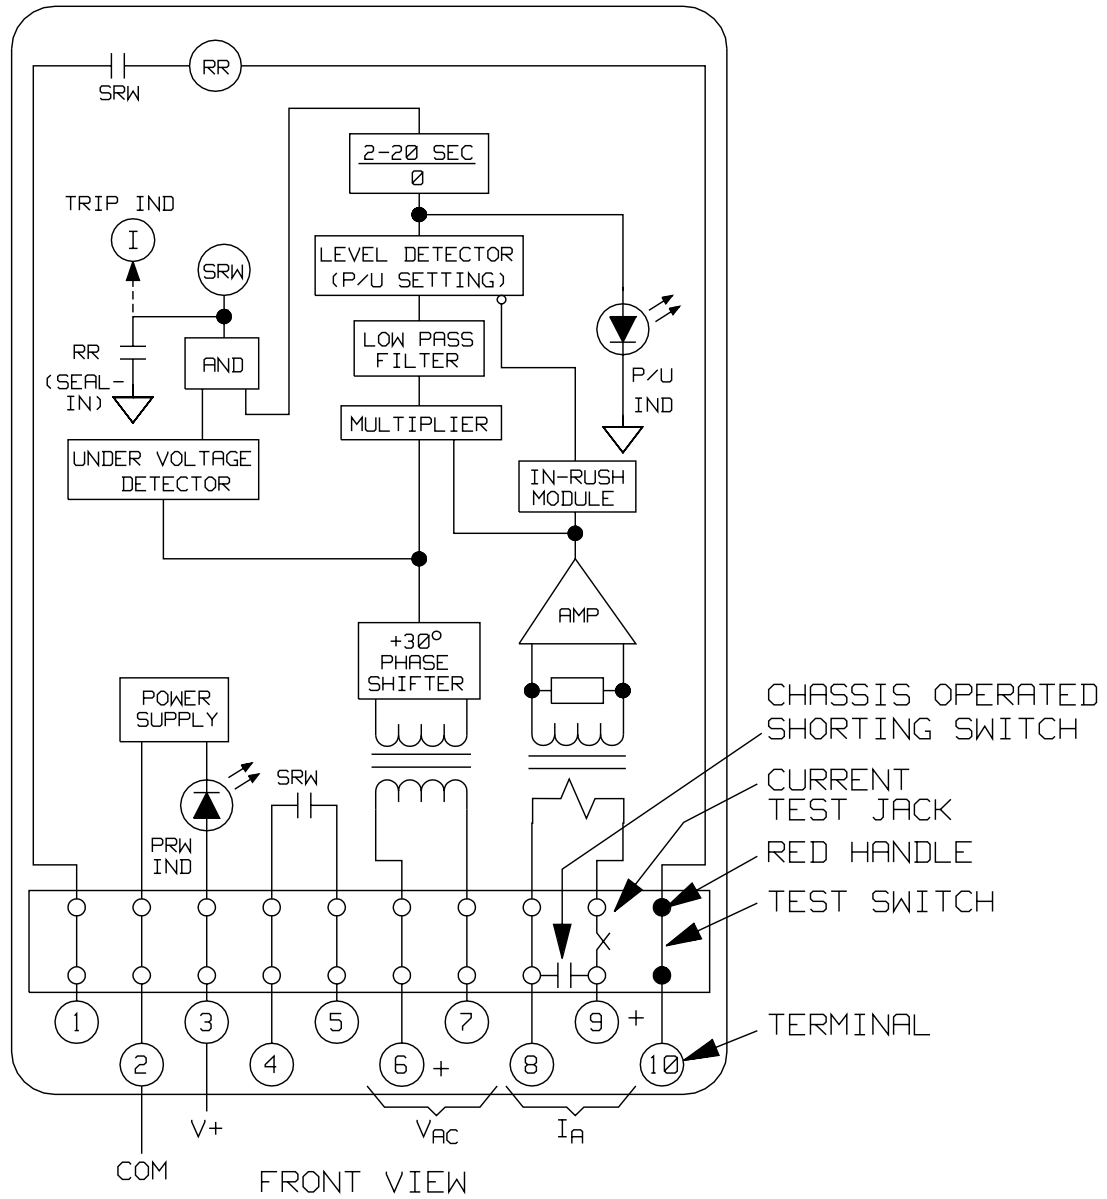 RR
SRW
2-20 SEC
0
TRIP IND
I
SRW
LEVEL DETECTOR
(P/U SETTING)
RR
(SEAL-
IN)
AND
LOW PASS
FILTER
P/U
IND
MULTIPLIER
UNDER VOLTAGE
DETECTOR
IN-RUSH
MODULE
AMP
+30°
PHASE
SHIFTER
POWER
SUPPLY
CHASSIS OPERATED
SHORTING SWITCH
SRW
CURRENT
TEST JACK
PRW
IND
RED HANDLE
TEST SWITCH
1
3
5
7
9 +
TERMINAL
2
4
6 +
8
10
V+
VAC
IA
COM
FRONT VIEW